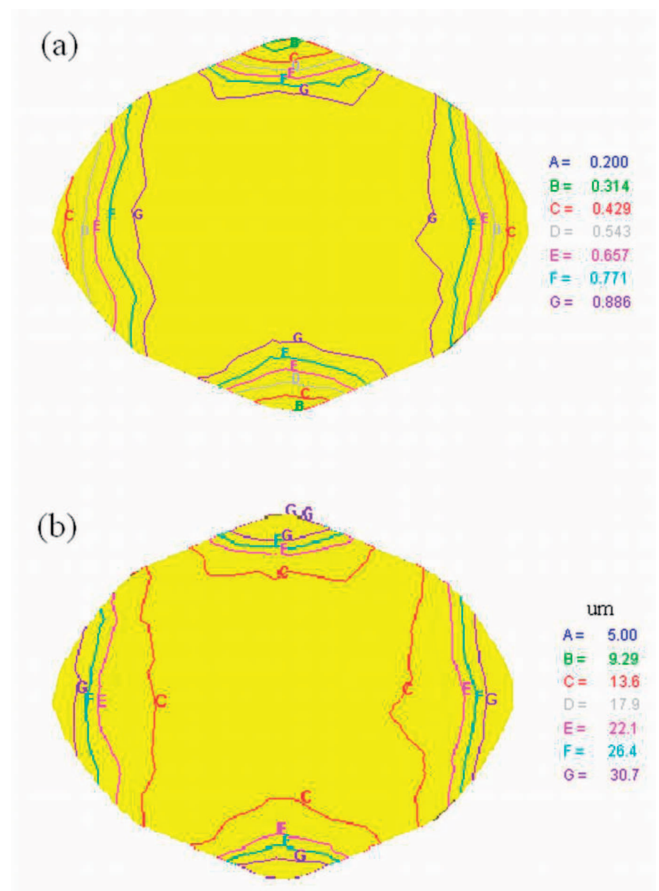 (a)
B
C
D
E
F
G
A = 0.200
B = 0.314
C = 0.429
D = 0.543
E = 0.657
F = 0.771
G = 0.886
C
D
E
F
G
G
F
E
D
C
G
F
E
D
C
B
(b)
G G
G
F
E
C
um
A = 5.00
B = 9.29
C = 13.6
D = 17.9
E = 22.1
F = 26.4
G = 30.7
G
F
E
C
C
E
F
G
C
E
F
G